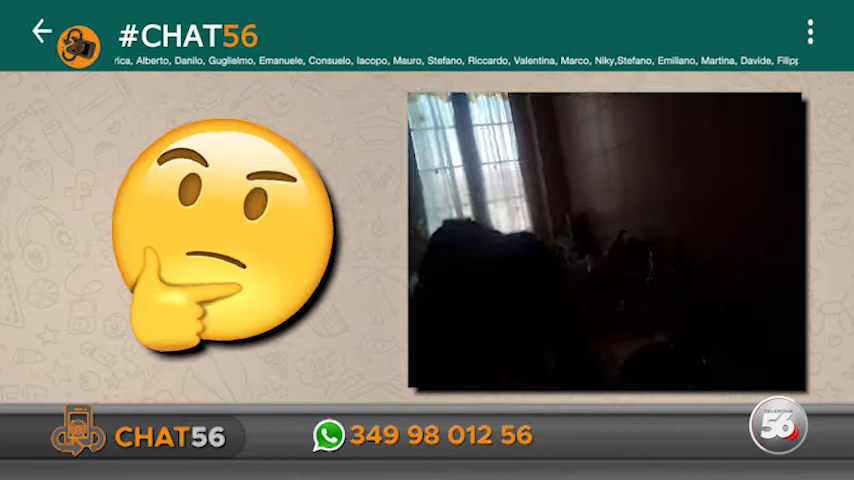 #CHAT56
rica, Alberto, Danilo, Guglielmo, Emanuele, Consuelo, Iacopo, Mauro, Stefano, Riccardo, Valentina, Marco, Niky,Stefano, Emiliano, Martina, Davide, Filipp
CHAT56
349 98 012 56
56